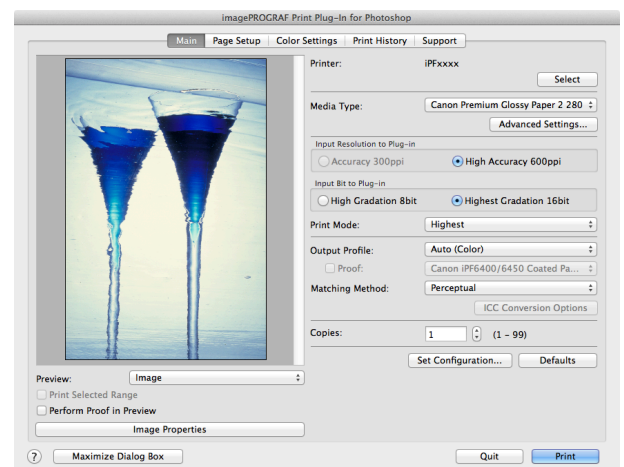 imagePROGRAF Print Plug-In for Photoshop
Main Page Setup Color Settings Print History Support
Printer: iPFxxxx
Select
Media Type: Canon Premium Glossy Paper 2 280
Advanced Settings...
Input Resolution to Plug-in
Accuracy 300ppi High Accuracy 600ppi
Input Bit to Plug-in
High Gradation 8bit Highest Gradation 16bit
Print Mode: Highest
Output Profile: Auto (Color)
Proof: Canon iPF6400/6450 Coated Pa...
Matching Method: Perceptual
ICC Conversion Options
Copies: 1 (1 – 99)
Set Configuration... Defaults
Preview: Image
Print Selected Range
Perform Proof in Preview
Image Properties
? Maximize Dialog Box Quit Print